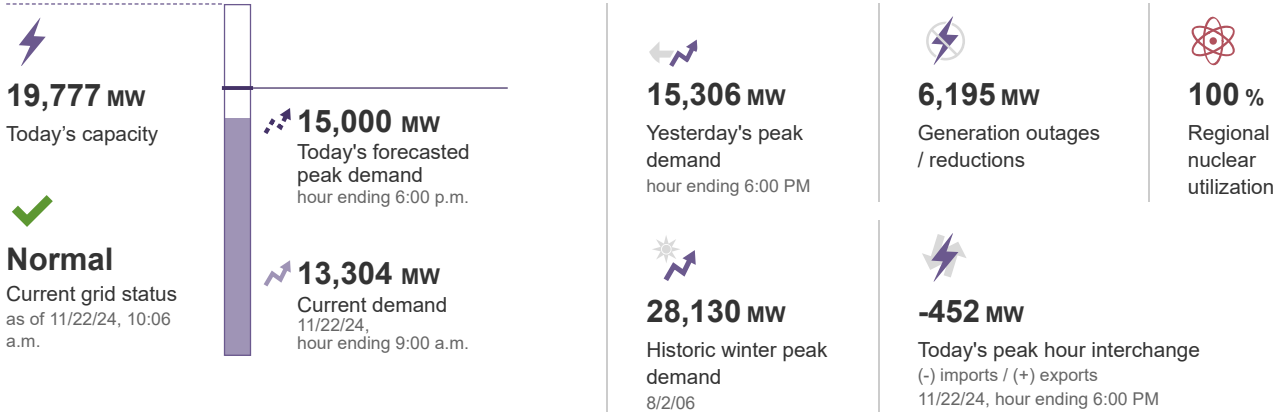 19,777 MW
Today's capacity
Normal
Current grid status
as of 11/22/24, 10:06
a.m.
15,000 MW
Today's forecasted
peak demand
hour ending 6:00 p.m.
13,304 MW
Current demand
11/22/24,
hour ending 9:00 a.m.
15,306 MW
Yesterday's peak
demand
hour ending 6:00 PM
6,195 MW
Generation outages
/ reductions
100 %
Regional
nuclear
utilization
28,130 MW
Historic winter peak
demand
8/2/06
-452 MW
Today's peak hour interchange
(-) imports / (+) exports
11/22/24, hour ending 6:00 PM